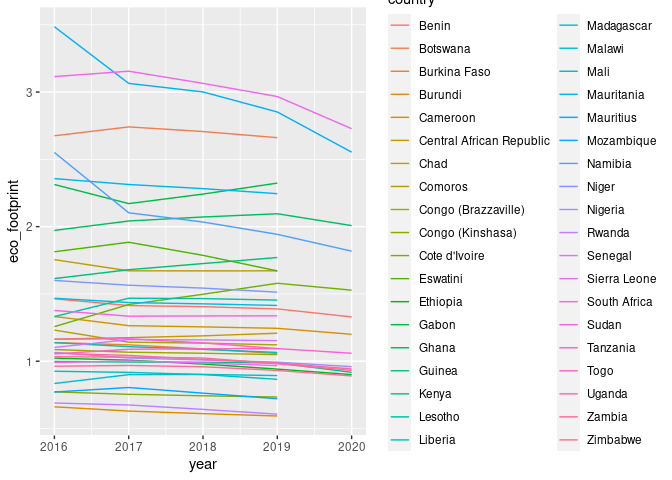 country
3
2
1
eco_footprint
2016 2017 2018 2019 2020
year
Benin
Botswana
Burkina Faso
Burundi
Cameroon
Central African Republic
Chad
Comoros
Congo (Brazzaville)
Congo (Kinshasa)
Cote d'Ivoire
Eswatini
Ethiopia
Gabon
Ghana
Guinea
Kenya
Lesotho
Liberia
Madagascar
Malawi
Mali
Mauritania
Mauritius
Mozambique
Namibia
Niger
Nigeria
Rwanda
Senegal
Sierra Leone
South Africa
Sudan
Tanzania
Togo
Uganda
Zambia
Zimbabwe